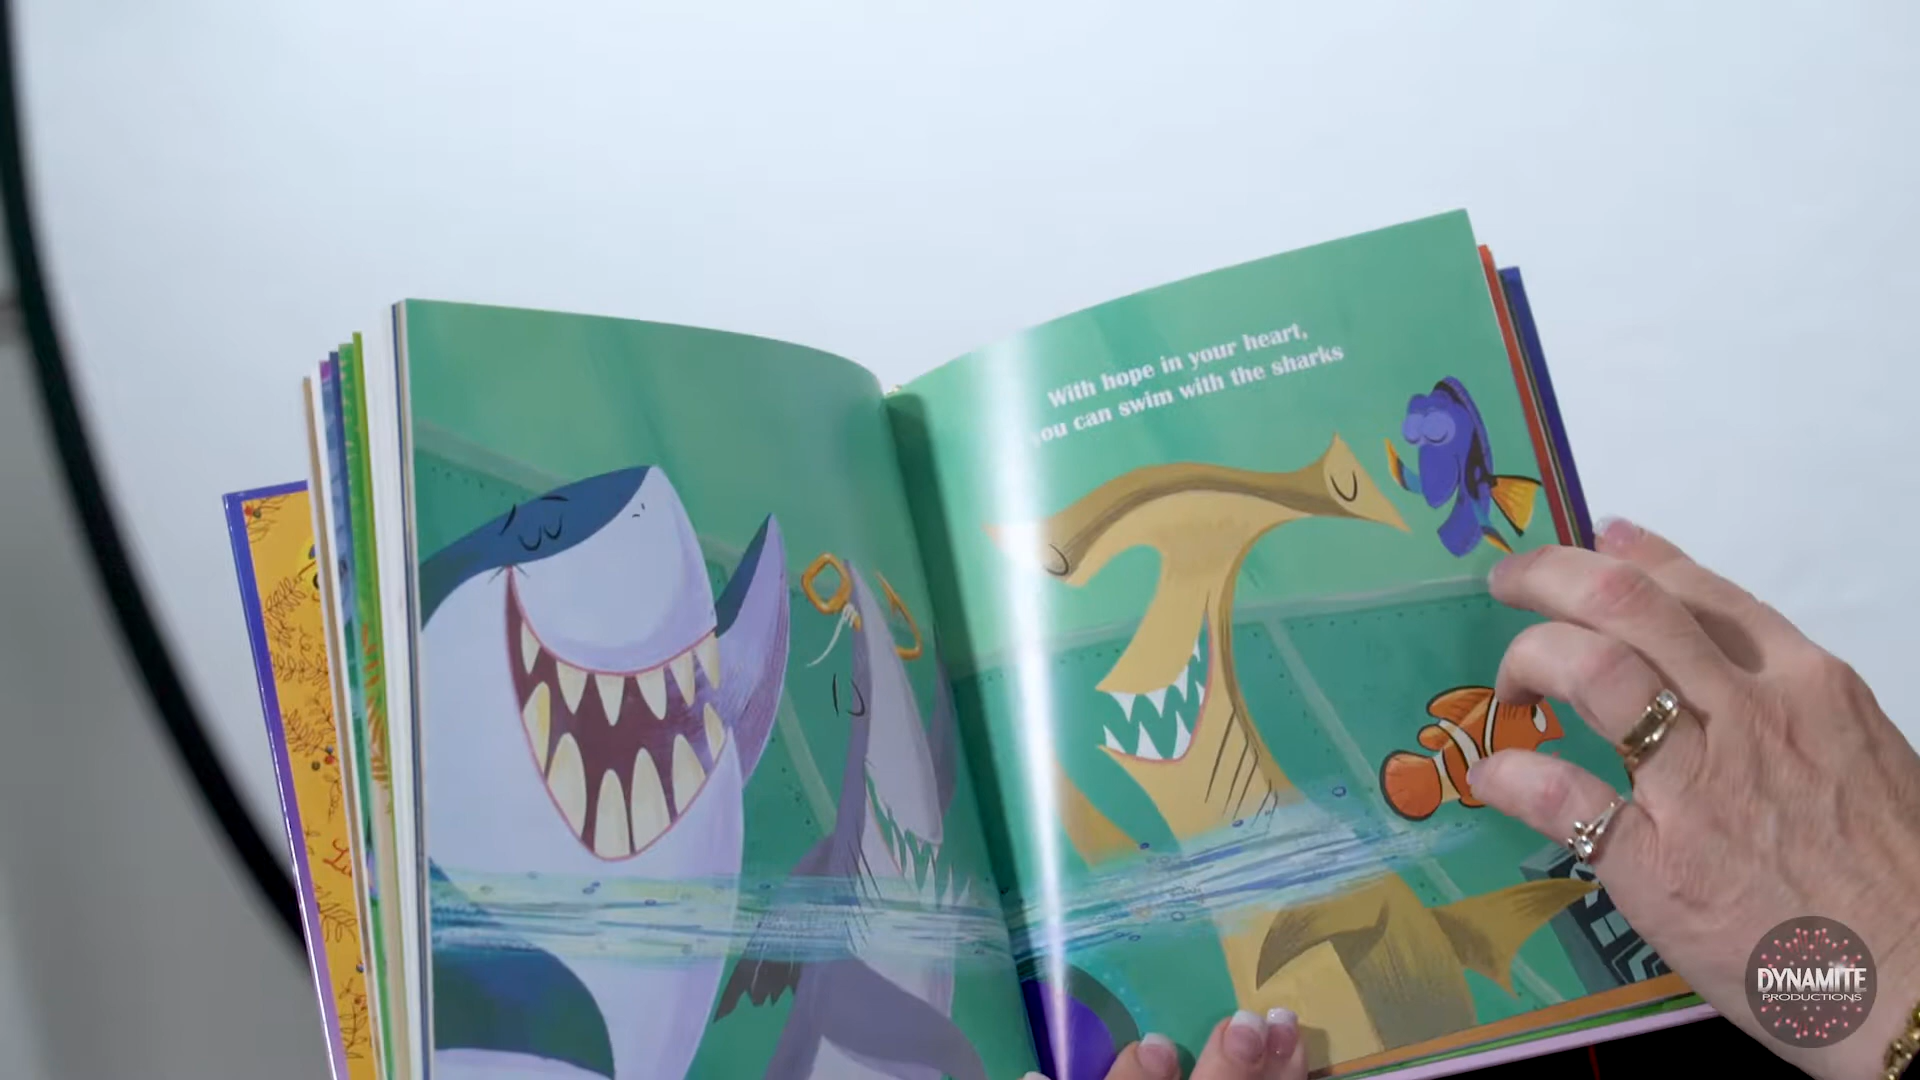 With hope in your heart,
you can swim with the sharks
DYNAMITE
PRODUCTIONS